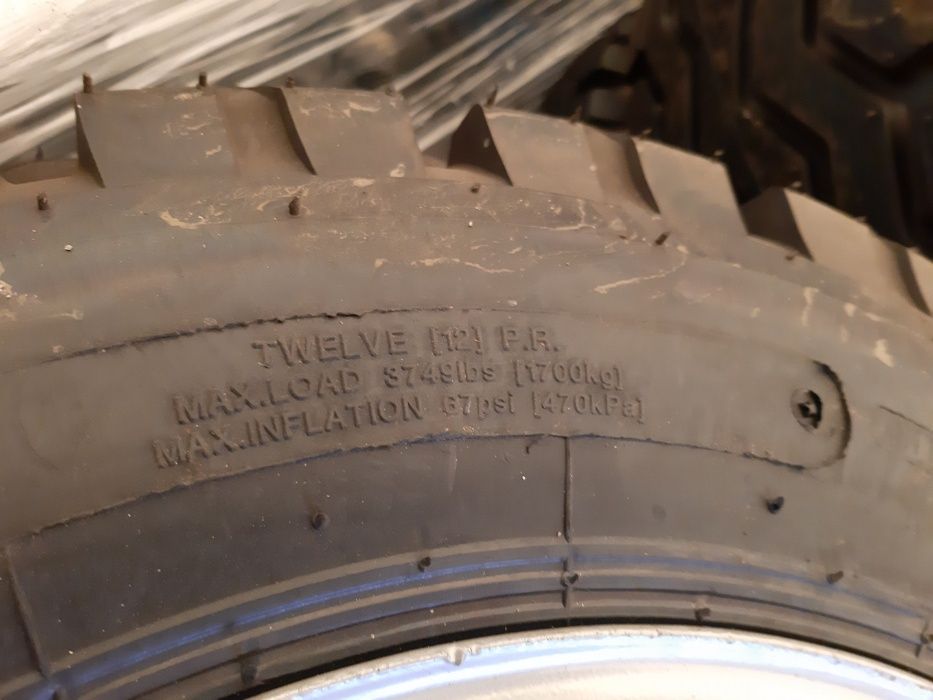 TWELVE [12] P.R.
MAX.LOAD 3749lbs [1700kg]
MAX.INFLATION 67psi [470kPa]